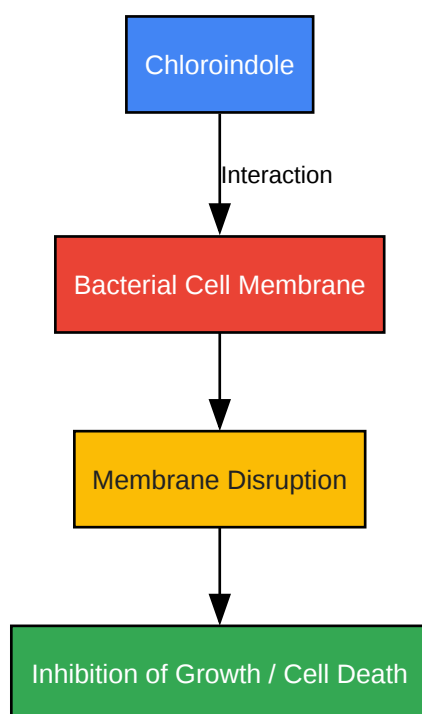 Chloroindole
Interaction
Bacterial Cell Membrane
Membrane Disruption
Inhibition of Growth / Cell Death